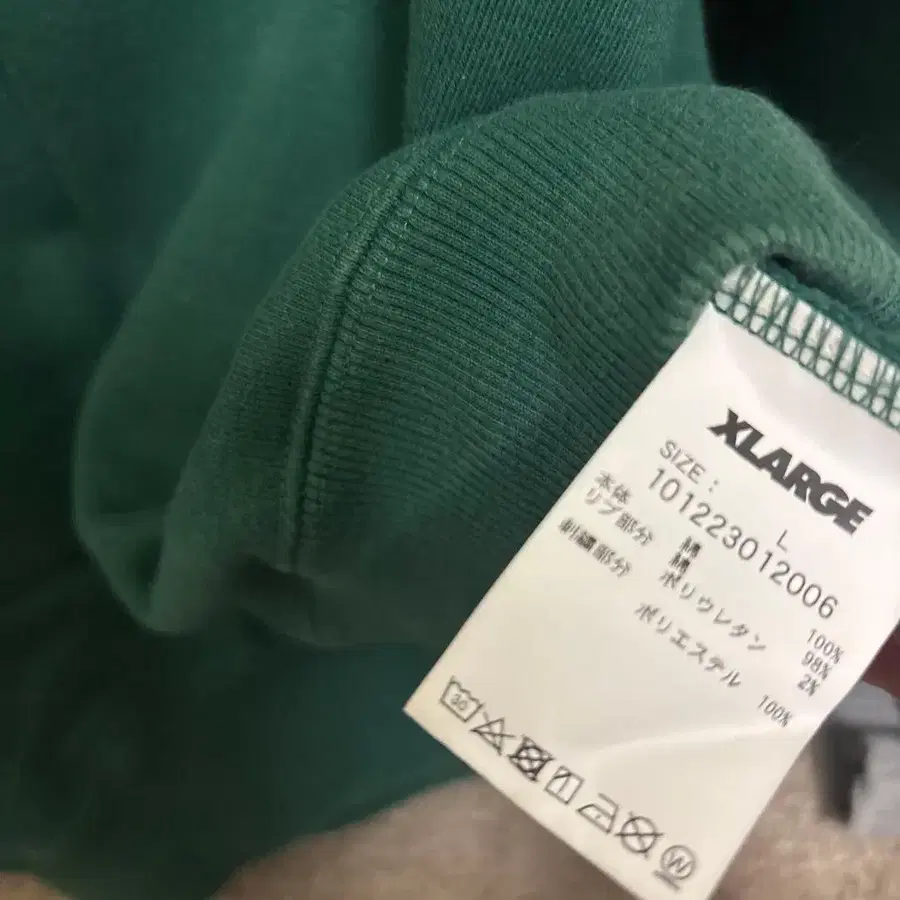 XLARGE
SIZE: L
101223012006
本体 綿 100%
リブ部分 綿 98%
ポリウレタン 2%
刺繍部分 ポリエステル 100%
30
W